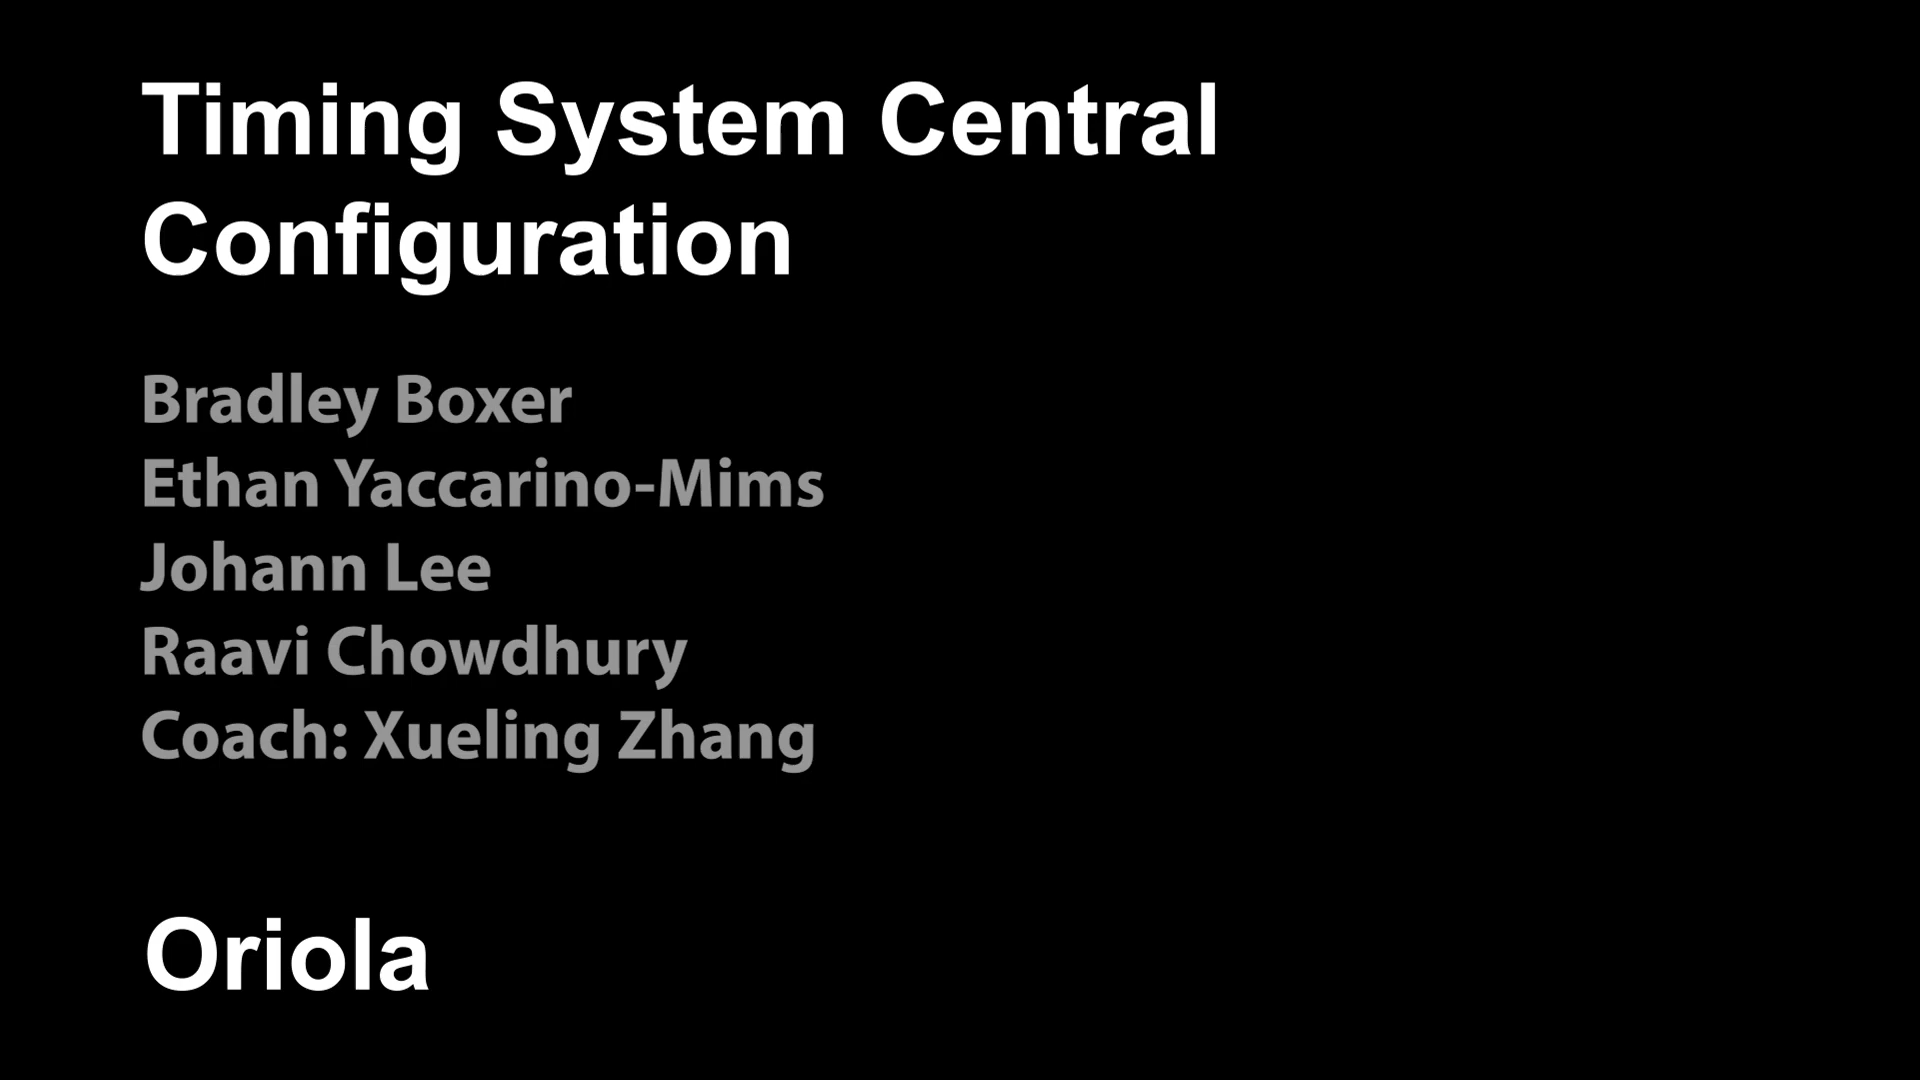 Timing System Central
Configuration
Bradley Boxer
Ethan Yaccarino-Mims
Johann Lee
Raavi Chowdhury
Coach: Xueling Zhang
Oriola